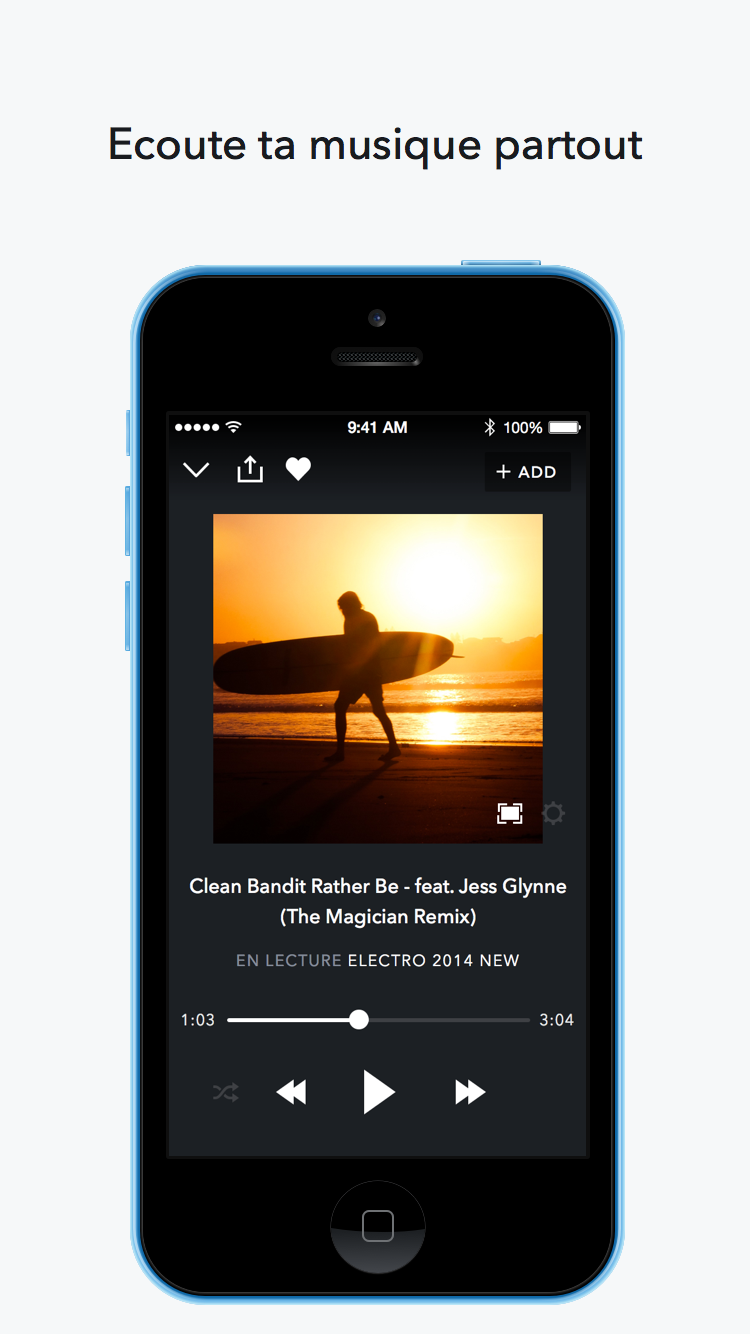 Ecoute ta musique partout
9:41 AM
100%
+ ADD
Clean Bandit Rather Be - feat. Jess Glynne
(The Magician Remix)
EN LECTURE ELECTRO 2014 NEW
1:03
3:04